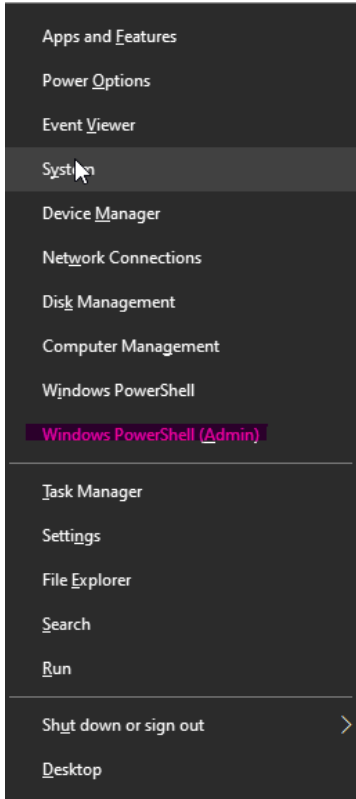 Apps and Features
Power Options
Event Viewer
System
Device Manager
Network Connections
Disk Management
Computer Management
Windows PowerShell
Windows PowerShell (Admin)
Task Manager
Settings
File Explorer
Search
Run
Shut down or sign out
Desktop